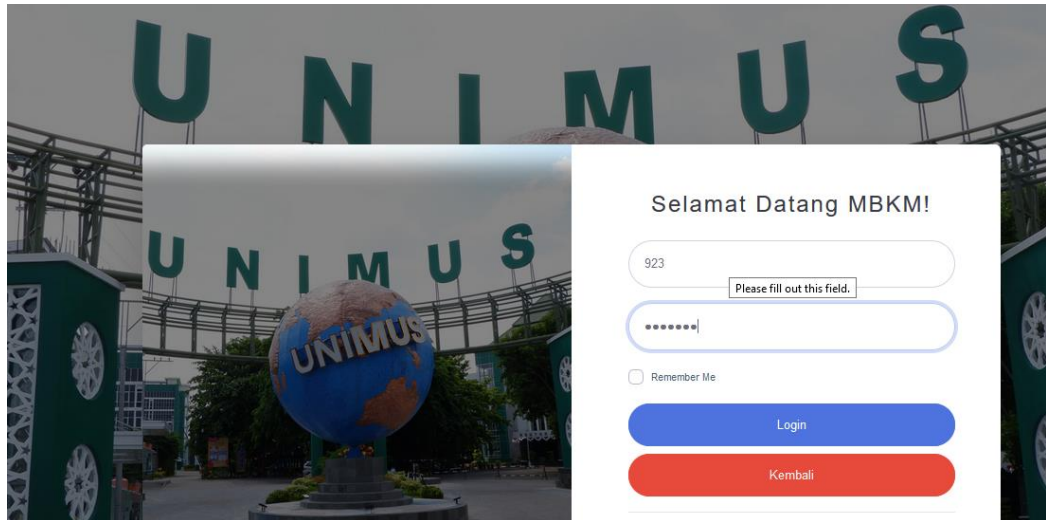 UNIMUS
UNIMUS
UNIMUS
Selamat Datang MBKM!
923
Please fill out this field.
•••••••
Remember Me
Login
Kembali